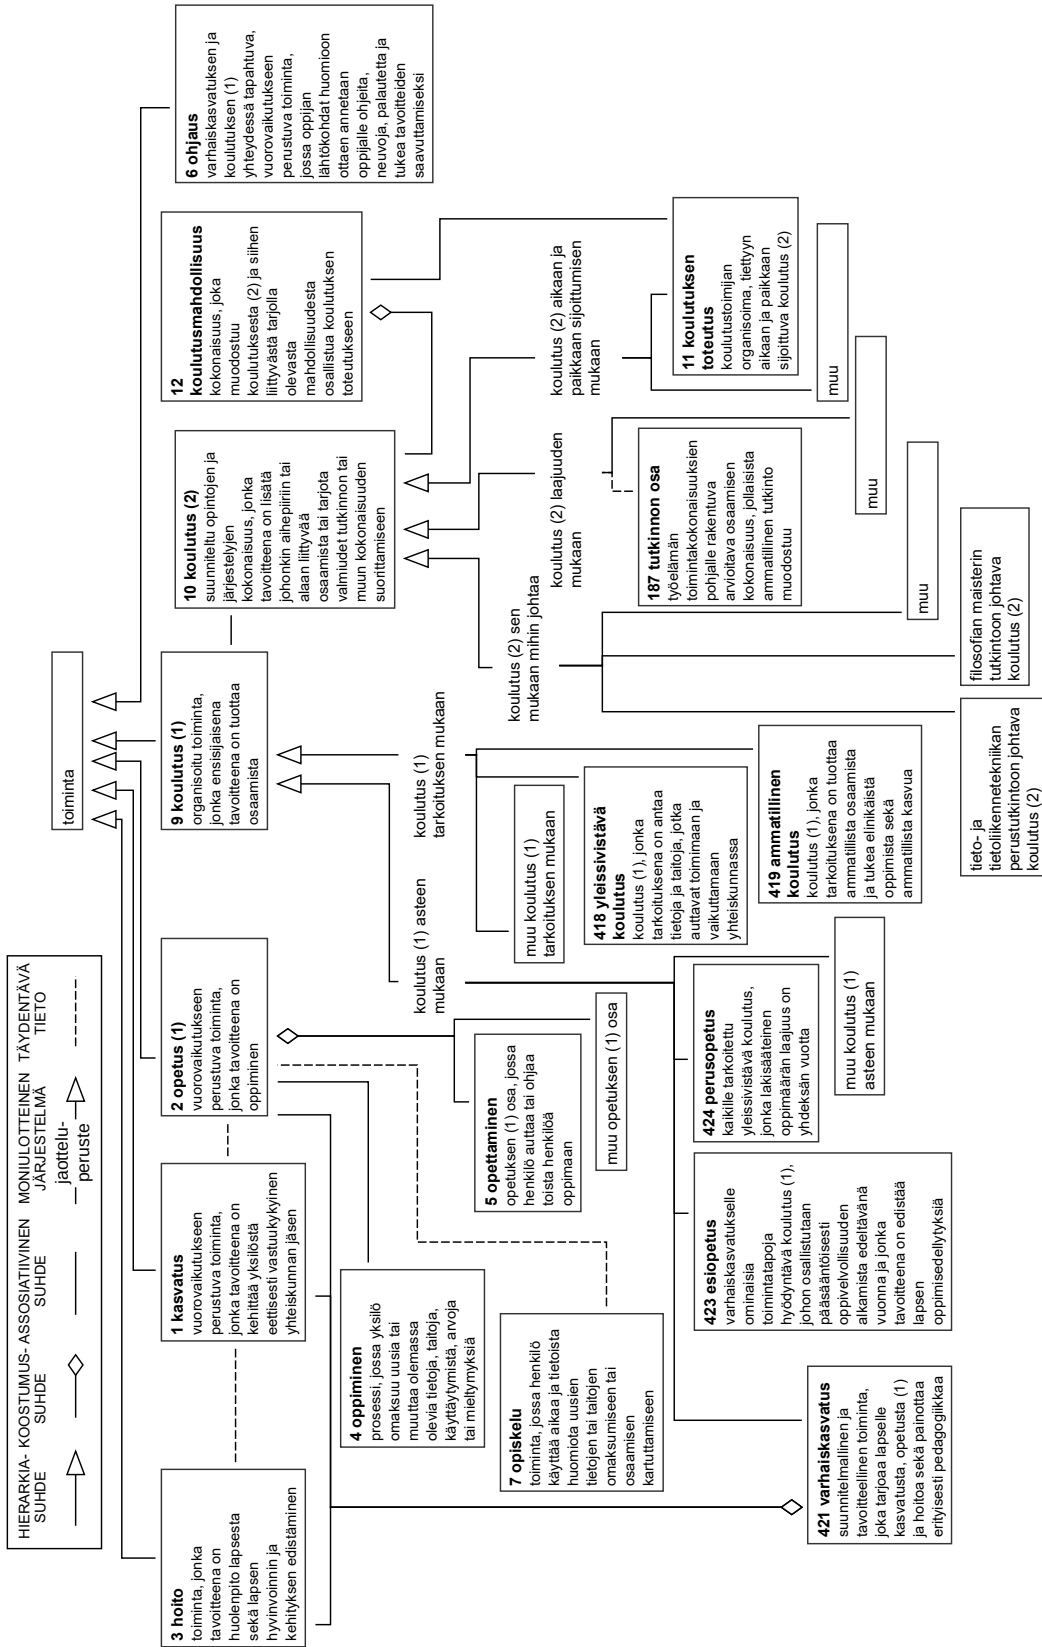 HIERARKIA- KOOSTUMUS- ASSOSIATIIVINEN MONIULOTTEINEN TÄYDENTÄVÄ
SUHDE SUHDE SUHDE JÄRJESTELMÄ TIETO
jaottelu-
peruste
toiminta
3 hoito
toiminta, jonka
tavoitteena on
huolenpito lapsesta
sekä lapsen
hyvinvoinnin ja
kehityksen edistäminen
1 kasvatus
vuorovaikutukseen
perustuva toiminta,
jonka tavoitteena on
kehittää yksilöstä
eettisesti vastuukykyinen
yhteiskunnan jäsen
2 opetus (1)
vuorovaikutukseen
perustuva toiminta,
jonka tavoitteena on
oppiminen
9 koulutus (1)
organisoitu toiminta,
jonka ensisijaisena
tavoitteena on tuottaa
osaamista
10 koulutus (2)
suunniteltu opintojen ja
järjestelyjen
kokonaisuus, jonka
tavoitteena on lisätä
johonkin aihepiiriin tai
alaan liittyvää
osaamista tai tarjota
valmiudet tutkinnon tai
muun kokonaisuuden
suorittamiseen
12
koulutusmahdollisuus
kokonaisuus, joka
muodostuu
koulutuksesta (2) ja siihen
liittyvästä tarjolla
olevasta
mahdollisuudesta
osallistua koulutuksen
toteutukseen
6 ohjaus
varhaiskasvatuksen ja
koulutuksen (1)
yhteydessä tapahtuva,
vuorovaikutukseen
perustuva toiminta,
jossa oppijan
lähtökohdat huomioon
ottaen annetaan
oppijalle ohjeita,
neuvoja, palautetta ja
tukea tavoitteiden
saavuttamiseksi
4 oppiminen
prosessi, jossa yksilö
omaksuu uusia tai
muuttaa olemassa
olevia tietoja, taitoja,
käyttäytymistä, arvoja
tai mieltymyksiä
7 opiskelu
toiminta, jossa henkilö
käyttää aikaa ja tietoista
huomiota uusien
tietojen tai taitojen
omaksumiseen tai
osaamisen
kartuttamiseen
5 opettaminen
opetuksen (1) osa, jossa
henkilö auttaa tai ohjaa
toista henkilöä
oppimaan
muu opetuksen (1) osa
koulutus (1) asteen
mukaan
koulutus (1)
tarkoituksen mukaan
muu koulutus (1)
tarkoituksen mukaan
418 yleissivistävä
koulutus
koulutus (1), jonka
tarkoituksena on antaa
tietoja ja taitoja, jotka
auttavat toimimaan ja
vaikuttamaan
yhteiskunnassa
419 ammatillinen
koulutus
koulutus (1), jonka
tarkoituksena on tuottaa
ammatillista osaamista
ja tukea elinikäistä
oppimista sekä
ammatillista kasvua
koulutus (2) sen
mukaan mihin johtaa
koulutus (2) laajuuden
mukaan
koulutus (2) aikaan ja
paikkaan sijoittumisen
mukaan
187 tutkinnon osa
työelämän
toimintakokonaisuuksien
pohjalle rakentuva
arvioitava osaamisen
kokonaisuus, jollaisista
ammatillinen tutkinto
muodostuu
11 koulutuksen
toteutus
koulutustoimijan
organisoima, tiettyyn
aikaan ja paikkaan
sijoittuva koulutus (2)
muu
muu
muu
421 varhaiskasvatus
suunnitelmallinen ja
tavoitteellinen toiminta,
joka tarjoaa lapselle
kasvatusta, opetusta (1)
ja hoitoa sekä painottaa
erityisesti pedagogiikkaa
423 esiopetus
varhaiskasvatukselle
ominaisia
toimintatapoja
hyödyntävä koulutus (1),
johon osallistutaan
pääsääntöisesti
oppivelvollisuuden
alkamista edeltävänä
vuonna ja jonka
tavoitteena on edistää
lapsen
oppimisedellytyksiä
424 perusopetus
kaikille tarkoitettu
yleissivistävä koulutus,
jonka lakisääteinen
oppimäärän laajuus on
yhdeksän vuotta
muu koulutus (1)
asteen mukaan
tieto- ja
tietoliikennetekniikan
perustutkintoon johtava
koulutus (2)
filosofian maisterin
tutkintoon johtava
koulutus (2)